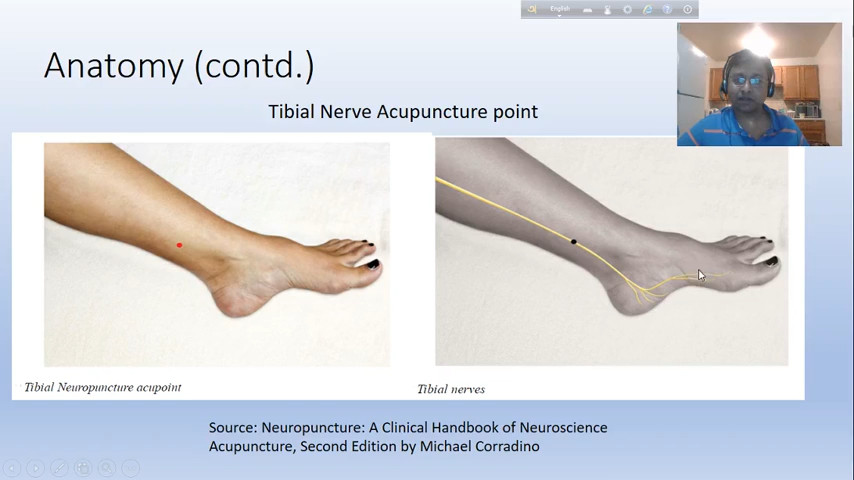 English
Anatomy (contd.)
Tibial Nerve Acupuncture point
Tibial Neuropuncture acupoint
Tibial nerves
Source: Neuropuncture: A Clinical Handbook of Neuroscience
Acupuncture, Second Edition by Michael Corradino